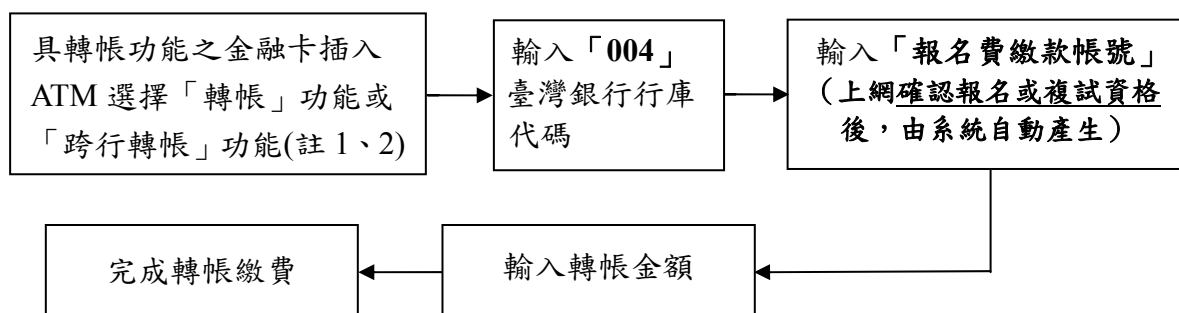 具轉帳功能之金融卡插入
ATM 選擇「轉帳」功能或
「跨行轉帳」功能(註 1、2)
輸入「004」
臺灣銀行行庫
代碼
輸入「報名費繳款帳號」
(上網確認報名或複試資格
後,由系統自動產生)
輸入轉帳金額
完成轉帳繳費